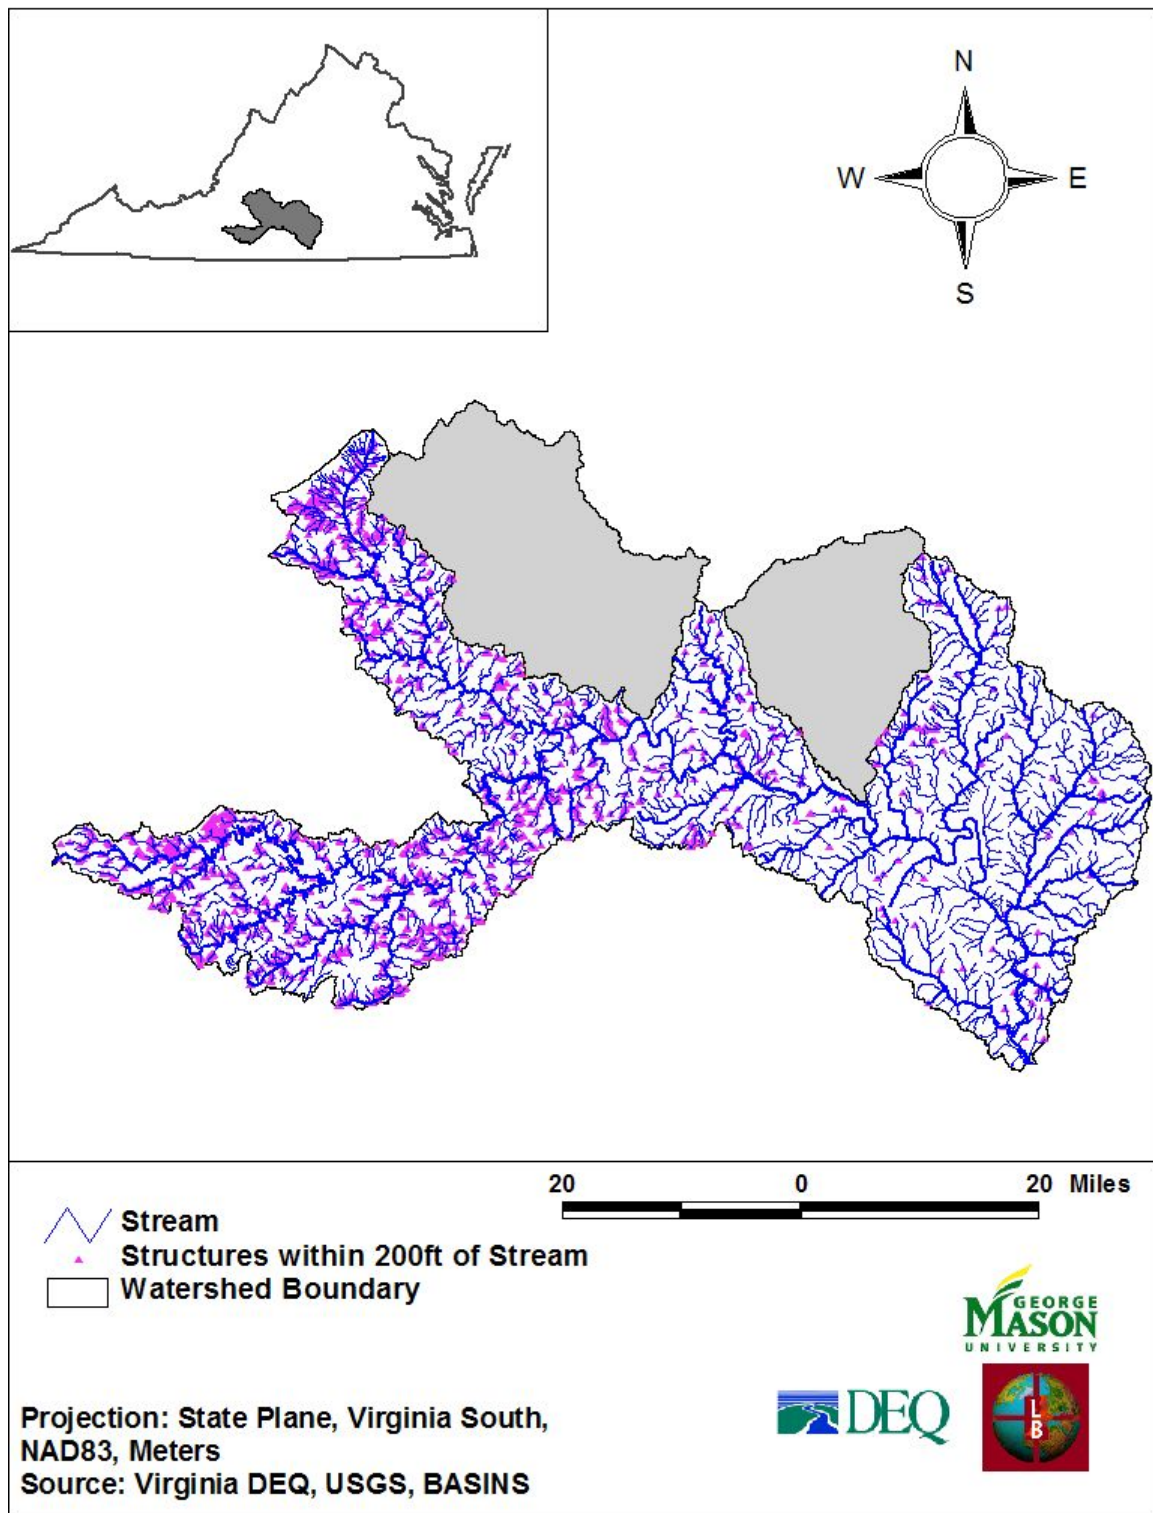 N
W
E
S
20 0 20 Miles
Stream
Structures within 200ft of Stream
Watershed Boundary
GEORGE
MASON
UNIVERSITY
DEQ
L
B
Projection: State Plane, Virginia South,
NAD83, Meters
Source: Virginia DEQ, USGS, BASINS